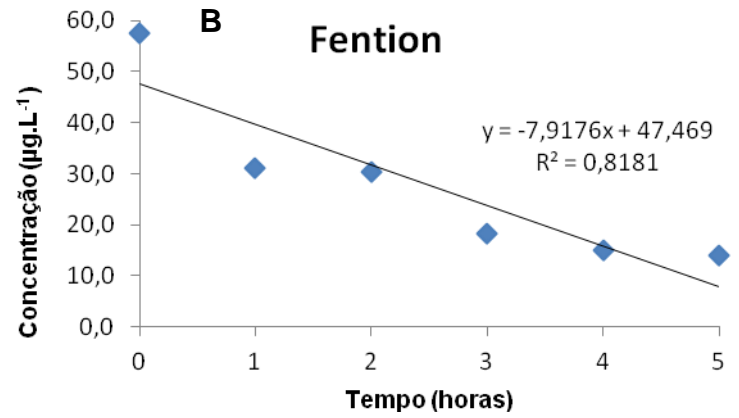 B
Fention
60,0
50,0
40,0
30,0
20,0
10,0
0,0
Concentração (µg.L⁻¹)
y = -7,9176x + 47,469
R² = 0,8181
0 1 2 3 4 5
Tempo (horas)